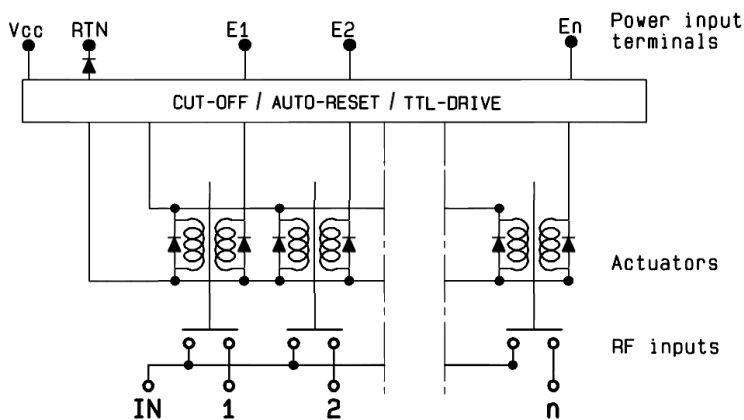 Vcc RTN E1 E2 En Power input
terminals
CUT-OFF / AUTO-RESET / TTL-DRIVE
Actuators
RF inputs
IN 1 2 n